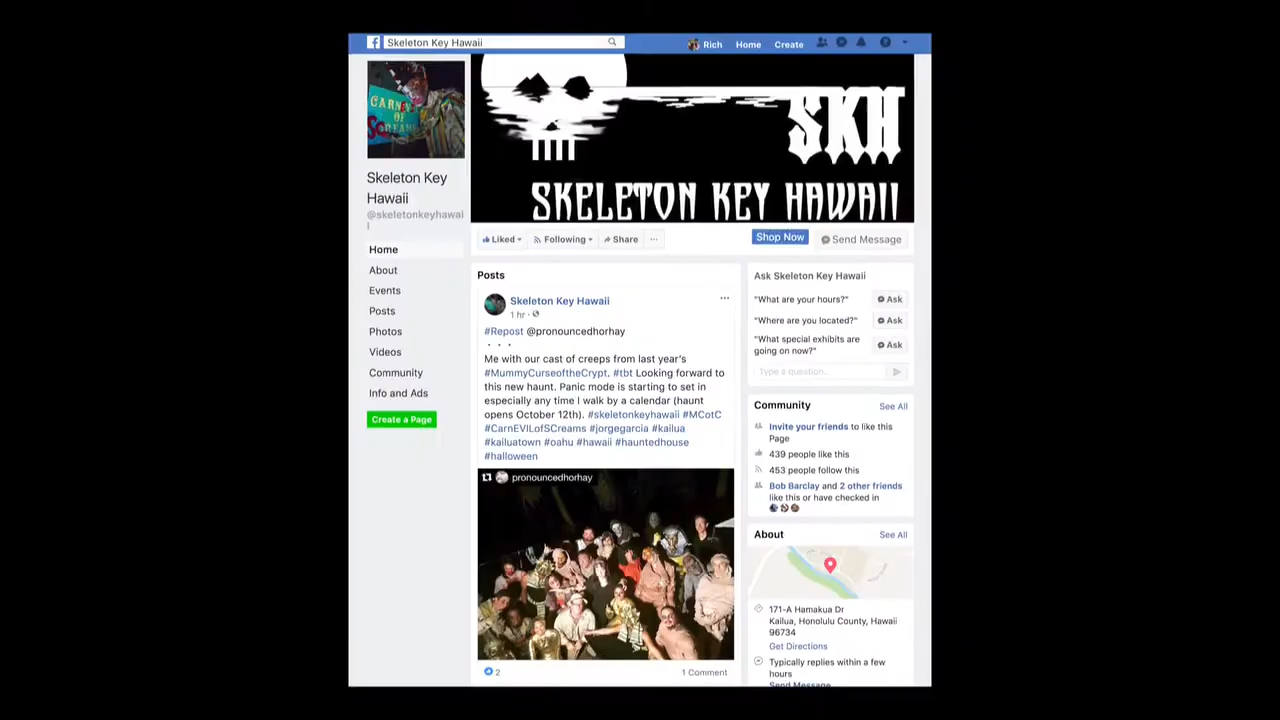 Skeleton Key Hawaii
Rich
Home
Create
CARNEVIL
OF
SCREAMS
SKH
SKELETON KEY HAWAII
Skeleton Key
Hawaii
@skeletonkeyhawai
i
Home
About
Events
Posts
Photos
Videos
Community
Info and Ads
Create a Page
Liked
Following
Share
...
Shop Now
Send Message
Posts
Skeleton Key Hawaii
1 hr ·
#Repost @pronouncedhorhay
・・・
Me with our cast of creeps from last year's
#MummyCurseoftheCrypt. #tbt Looking forward to
this new haunt. Panic mode is starting to set in
especially any time I walk by a calendar (haunt
opens October 12th). #skeletonkeyhawaii #MCotC
#CarnEVILofSCreams #jorgegarcia #kailua
#kailuatown #oahu #hawaii #hauntedhouse
#halloween
pronouncedhorhay
2
1 Comment
Ask Skeleton Key Hawaii
"What are your hours?"
Ask
"Where are you located?"
Ask
"What special exhibits are
going on now?"
Ask
Type a question...
Community
See All
Invite your friends to like this
Page
439 people like this
453 people follow this
Bob Barclay and 2 other friends
like this or have checked in
About
See All
171-A Hamakua Dr
Kailua, Honolulu County, Hawaii
96734
Get Directions
Typically replies within a few
hours
Send Message